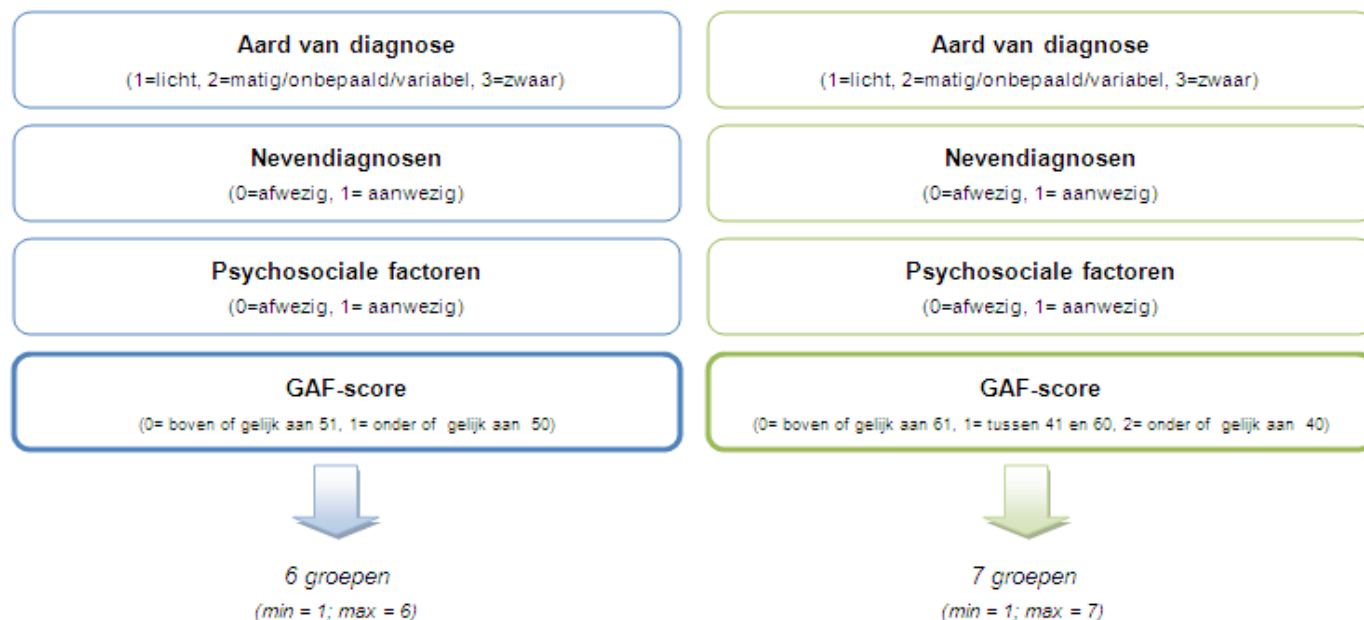 Aard van diagnose
(1=licht, 2=matig/onbepaald/variabel, 3=zwaar)
Nevendiagnosen
(0=afwezig, 1= aanwezig)
Psychosociale factoren
(0=afwezig, 1= aanwezig)
GAF-score
(0= boven of gelijk aan 51, 1= onder of gelijk aan 50)
6 groepen
(min = 1; max = 6)
Aard van diagnose
(1=licht, 2=matig/onbepaald/variabel, 3=zwaar)
Nevendiagnosen
(0=afwezig, 1= aanwezig)
Psychosociale factoren
(0=afwezig, 1= aanwezig)
GAF-score
(0= boven of gelijk aan 61, 1= tussen 41 en 60, 2= onder of gelijk aan 40)
7 groepen
(min = 1; max = 7)